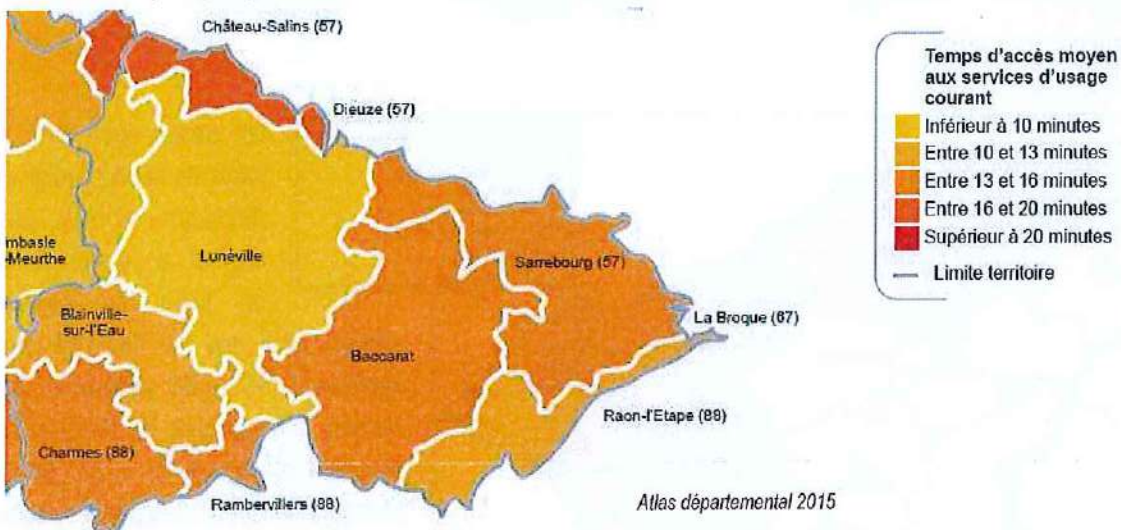 Château-Salins (57)
Dieuze (57)
mbasle
-Meurthe
Lunéville
Sarrebourg (57)
Blainville-
sur-l'Eau
La Broque (67)
Baccarat
Raon-l'Etape (88)
Charmes (88)
Rambervillers (88)
Atlas départemental 2015
Temps d'accès moyen
aux services d'usage
courant
Inférieur à 10 minutes
Entre 10 et 13 minutes
Entre 13 et 16 minutes
Entre 16 et 20 minutes
Supérieur à 20 minutes
Limite territoire